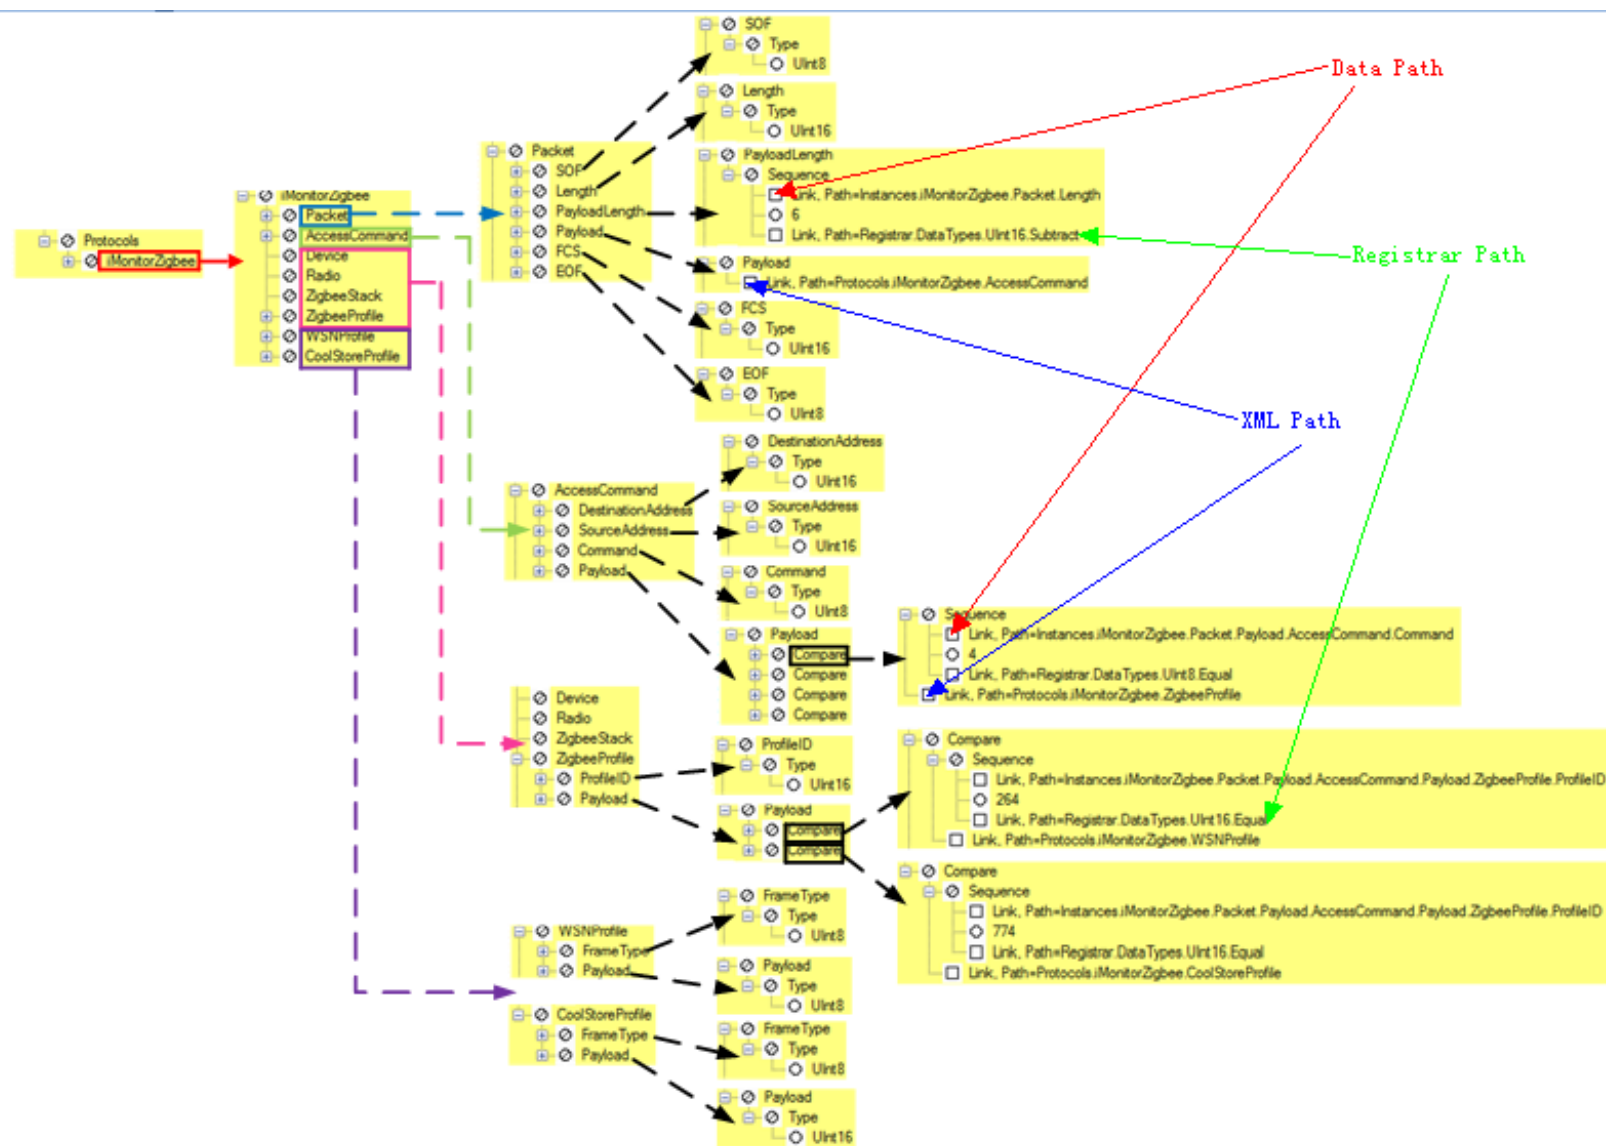 Protocols
iMonitorZigbee
iMonitorZigbee
Packet
AccessCommand
Device
Radio
ZigbeeStack
ZigbeeProfile
WSNProfile
CoolStoreProfile
Packet
SOF
Length
PayloadLength
Payload
FCS
EOF
SOF
Type
UInt8
Length
Type
UInt16
PayloadLength
Sequence
Link, Path=Instances.iMonitorZigbee.Packet.Length
6
Link, Path=Registrar.DataTypes.UInt16.Subtract
Payload
Link, Path=Protocols.iMonitorZigbee.AccessCommand
FCS
Type
UInt16
EOF
Type
UInt8
Data Path
Registrar Path
XML Path
AccessCommand
DestinationAddress
SourceAddress
Command
Payload
DestinationAddress
Type
UInt16
SourceAddress
Type
UInt16
Command
Type
UInt8
Payload
Compare
Compare
Compare
Compare
Sequence
Link, Path=Instances.iMonitorZigbee.Packet.Payload.AccessCommand.Command
4
Link, Path=Registrar.DataTypes.UInt8.Equal
Link, Path=Protocols.iMonitorZigbee.ZigbeeProfile
Device
Radio
ZigbeeStack
ZigbeeProfile
ProfileID
Payload
ProfileID
Type
UInt16
Payload
Compare
Compare
Compare
Sequence
Link, Path=Instances.iMonitorZigbee.Packet.Payload.AccessCommand.Payload.ZigbeeProfile.ProfileID
264
Link, Path=Registrar.DataTypes.UInt16.Equal
Link, Path=Protocols.iMonitorZigbee.WSNProfile
Compare
Sequence
Link, Path=Instances.iMonitorZigbee.Packet.Payload.AccessCommand.Payload.ZigbeeProfile.ProfileID
774
Link, Path=Registrar.DataTypes.UInt16.Equal
Link, Path=Protocols.iMonitorZigbee.CoolStoreProfile
WSNProfile
FrameType
Payload
FrameType
Type
UInt8
Payload
Type
UInt8
CoolStoreProfile
FrameType
Payload
FrameType
Type
UInt8
Payload
Type
UInt16